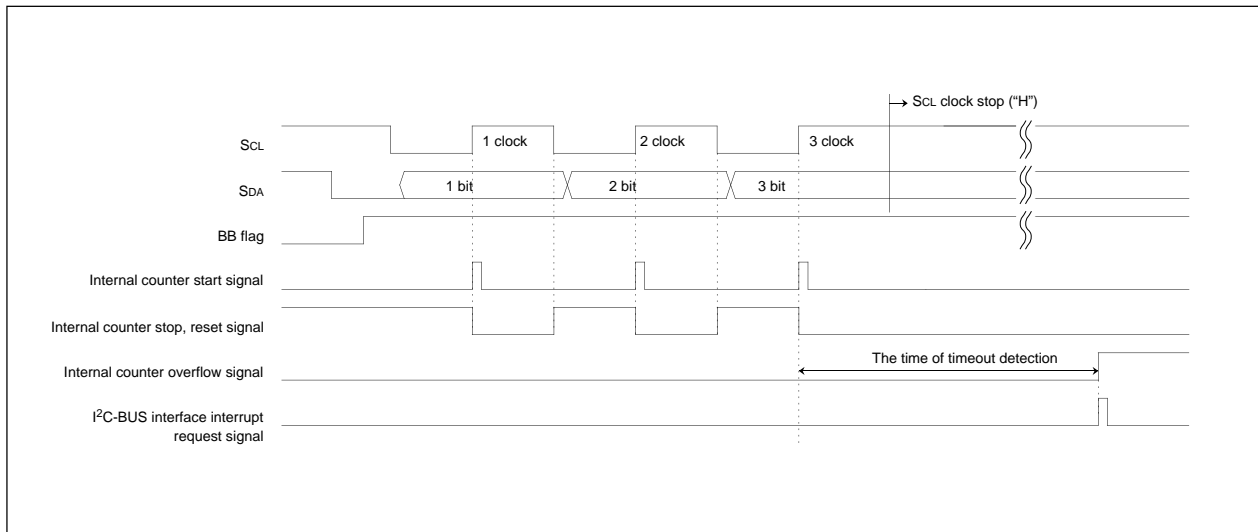 SCL clock stop (“H”)
SCL
1 clock
2 clock
3 clock
SDA
1 bit
2 bit
3 bit
BB flag
Internal counter start signal
Internal counter stop, reset signal
The time of timeout detection
Internal counter overflow signal
I²C-BUS interface interrupt
request signal